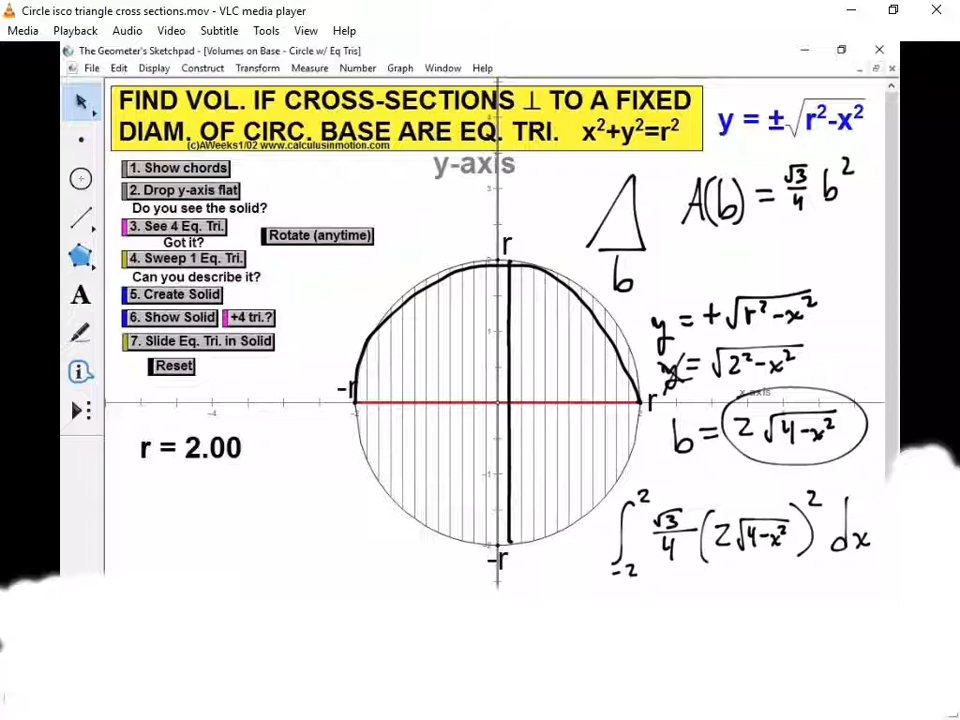 Circle isco triangle cross sections.mov - VLC media player
Media Playback Audio Video Subtitle Tools View Help
The Geometer's Sketchpad - [Volumes on Base - Circle w/ Eq Tris]
File Edit Display Construct Transform Measure Number Graph Window Help
FIND VOL. IF CROSS-SECTIONS ⊥ TO A FIXED
DIAM. OF CIRC. BASE ARE EQ. TRI. x²+y²=r²
(c)AWeeks1/02 www.calculusinmotion.com
y = ±√(r²-x²)
y-axis
1. Show chords
2. Drop y-axis flat
Do you see the solid?
3. See 4 Eq. Tri.
Got it?
Rotate (anytime)
4. Sweep 1 Eq. Tri.
Can you describe it?
5. Create Solid
6. Show Solid
+4 tri.?
7. Slide Eq. Tri. in Solid
Reset
r = 2.00
r
-r
r
-r
-4
x-axis
A(b) = √3/4 b²
b
y = +√(r²-x²)
y = √(2²-x²)
b = 2√(4-x²)
∫₋₂² √3/4 (2√(4-x²))² dx